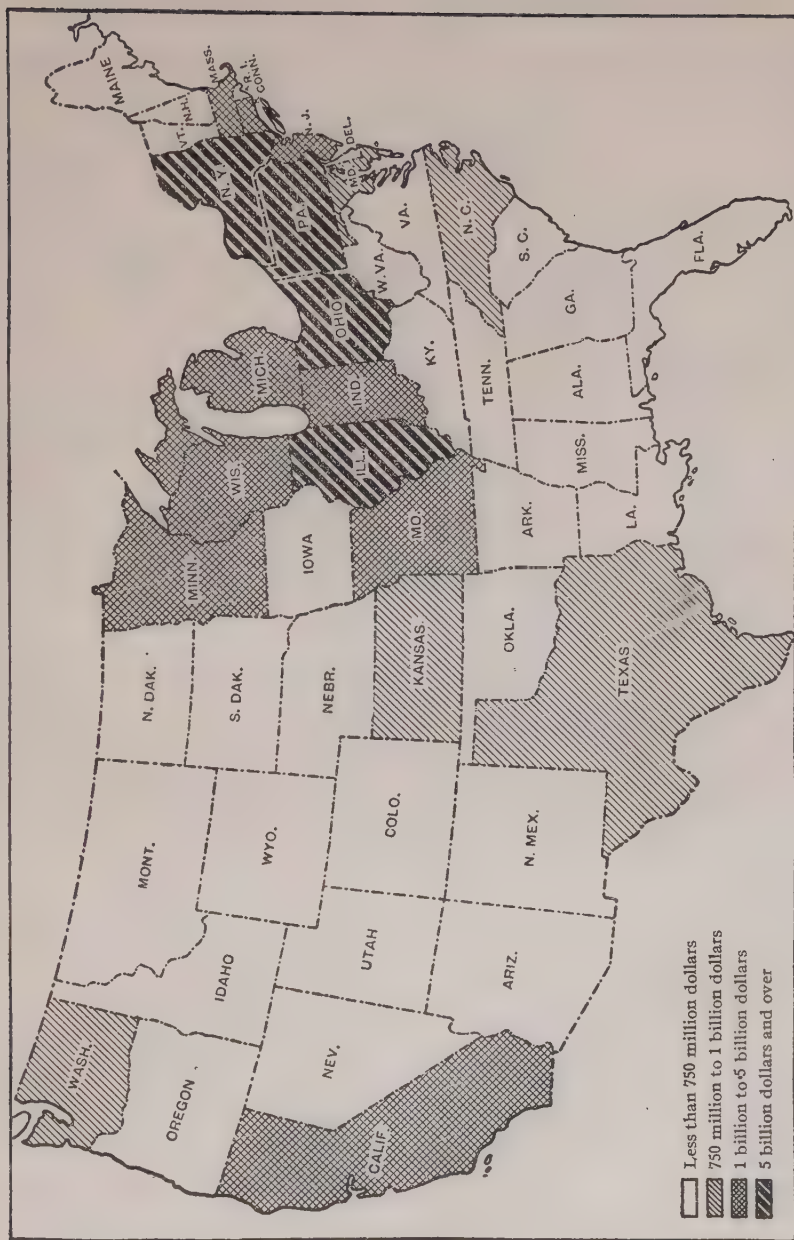 WASH.
OREGON
CALIF.
NEV.
IDAHO
MONT.
WYO.
UTAH
ARIZ.
COLO.
N. MEX.
N. DAK.
S. DAK.
NEBR.
KANSAS
OKLA.
TEXAS
MINN.
IOWA
MO.
ARK.
LA.
WIS.
ILL.
MICH.
IND.
OHIO
KY.
TENN.
MISS.
ALA.
GA.
FLA.
S. C.
N. C.
VA.
W. VA.
MD.
DEL.
PA.
N. J.
N. Y.
CONN.
R. I.
MASS.
VT.
N.H.
MAINE
Less than 750 million dollars
750 million to 1 billion dollars
1 billion to 5 billion dollars
5 billion dollars and over